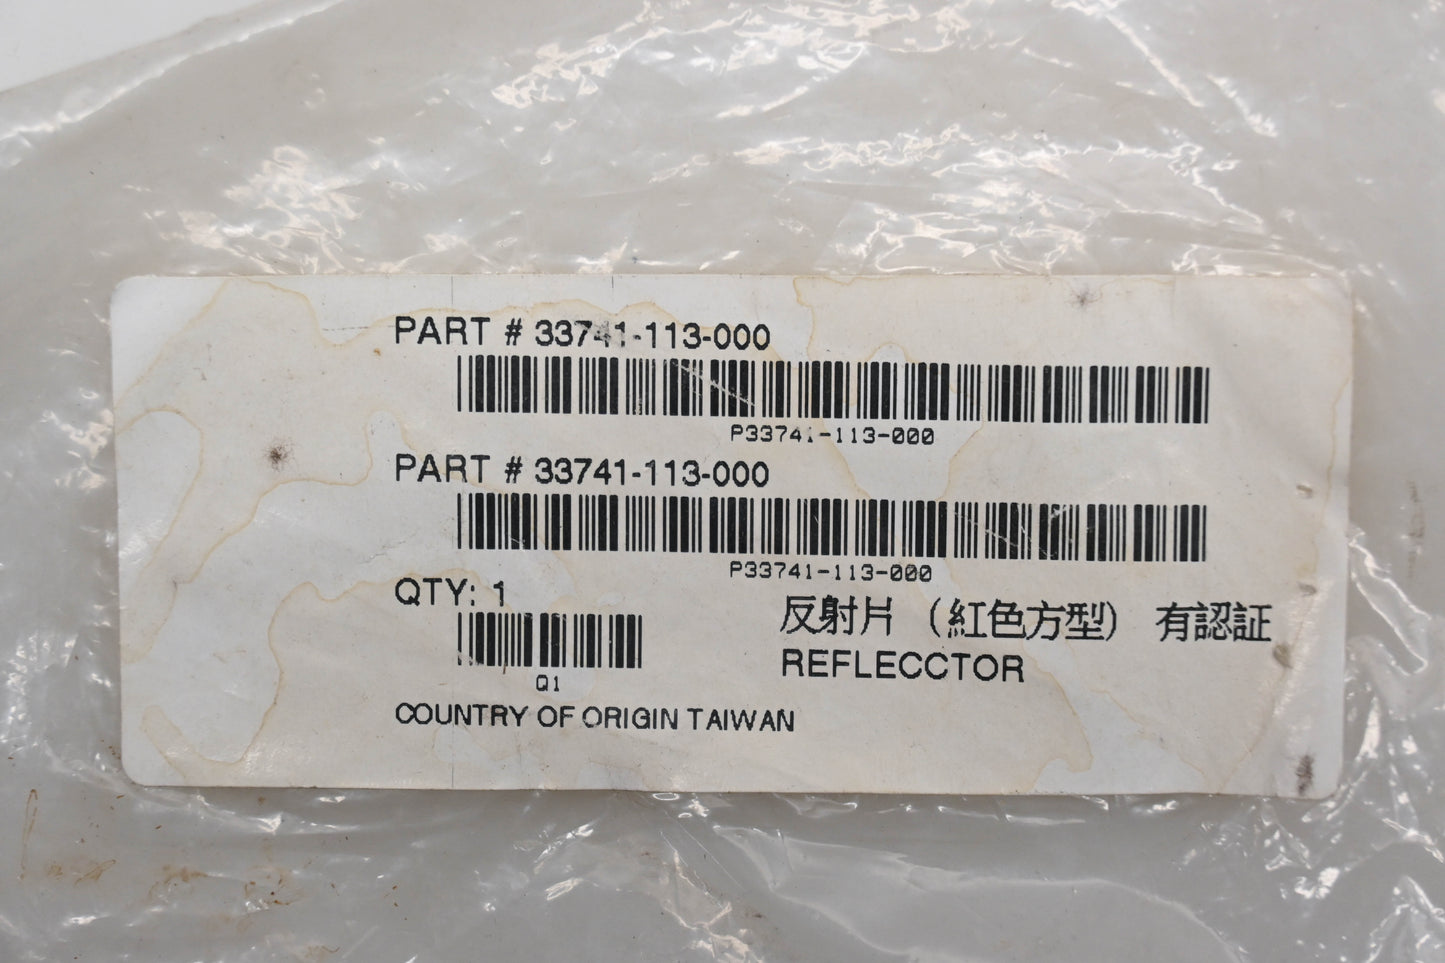 PART # 33741-113-000
P33741-113-000
PART # 33741-113-000
P33741-113-000
QTY: 1
Q1
反射片 (紅色方型) 有認証
REFLECCTOR
COUNTRY OF ORIGIN TAIWAN